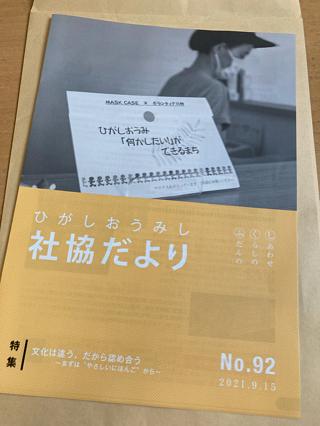 MASK CASE × ボランティア川柳
ひがしおうみ
「何かしたい!」が
できるまち
ひがしおうみし
社協だより
ふだんの
くらしの
しあわせ
特集
文化は違う、だから認め合う
～まずは“やさしいにほんご”から～
No.92
2021.9.15